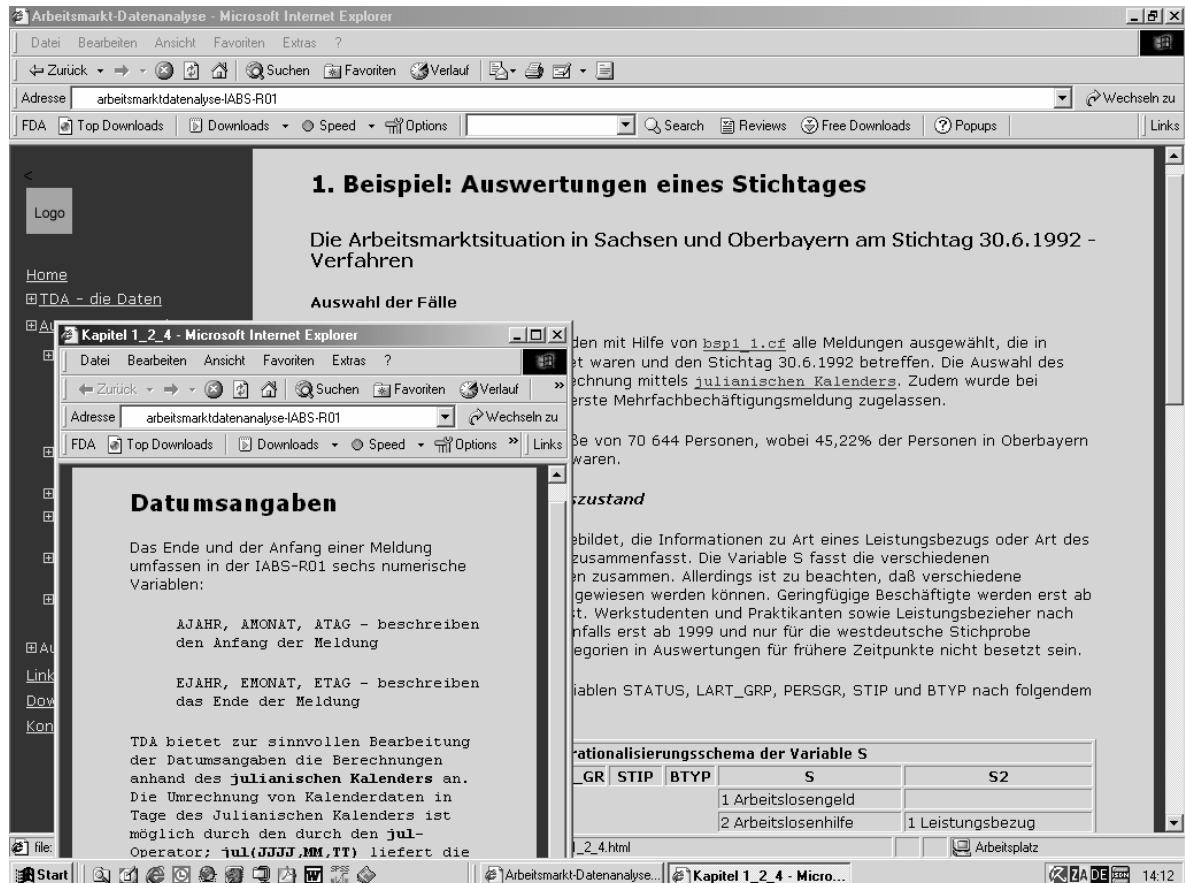 Arbeitsmarkt-Datenanalyse - Microsoft Internet Explorer
Datei Bearbeiten Ansicht Favoriten Extras ?
Zurück Suchen Favoriten Verlauf
Adresse arbeitsmarktdatenalyse-IABS-R01 Wechseln zu
FDA Top Downloads Downloads Speed Options Search Reviews Free Downloads Popups Links
<
Logo
Home
TDA - die Daten
1. Beispiel: Auswertungen eines Stichtages
Die Arbeitsmarktsituation in Sachsen und Oberbayern am Stichtag 30.6.1992 -
Verfahren
Auswahl der Fälle
den mit Hilfe von bsp1_1.cf alle Meldungen ausgewählt, die in
et waren und den Stichtag 30.6.1992 betreffen. Die Auswahl des
echnung mittels julianischen Kalenders. Zudem wurde bei
erste Mehrfachbechäftigungsmeldung zugelassen.
ße von 70 644 Personen, wobei 45,22% der Personen in Oberbayern
waren.
szustand
ebildet, die Informationen zu Art eines Leistungsbezugs oder Art des
zusammenfasst. Die Variable S fasst die verschiedenen
en zusammen. Allerdings ist zu beachten, daß verschiedene
gewiesen werden können. Geringfügige Beschäftigte werden erst ab
st. Werkstudenten und Praktikanten sowie Leistungsbezieher nach
nfalls erst ab 1999 und nur für die westdeutsche Stichprobe
egorien in Auswertungen für frühere Zeitpunkte nicht besetzt sein.
iablen STATUS, LART_GRP, PERSGR, STIP und BTYP nach folgendem
rationalisierungsschema der Variable S
_GR STIP BTYP S S2
1 Arbeitslosengeld
2 Arbeitslosenhilfe 1 Leistungsbezug
Kapitel 1_2_4 - Microsoft Internet Explorer
Datei Bearbeiten Ansicht Favoriten Extras ?
Zurück Suchen Favoriten Verlauf »
Adresse arbeitsmarktdatenanalyse-IABS-R01 Wechseln zu
FDA Top Downloads Downloads Speed Options » Links
Datumsangaben
Das Ende und der Anfang einer Meldung
umfassen in der IABS-R01 sechs numerische
Variablen:
AJAHR, AMONAT, ATAG - beschreiben
den Anfang der Meldung
EJAHR, EMONAT, ETAG - beschreiben
das Ende der Meldung
TDA bietet zur sinnvollen Bearbeitung
der Datumsangaben die Berechnungen
anhand des julianischen Kalenders an.
Die Umrechnung von Kalenderdaten in
Tage des Julianischen Kalenders ist
möglich durch den durch den jul-
Operator; jul(JJJJ,MM,TT) liefert die
Au
Au
Link
Dow
Kon
file: 1_2_4.html Arbeitsplatz
Start Arbeitsmarkt-Datenanalyse... Kapitel 1_2_4 - Micro... DE 14:12